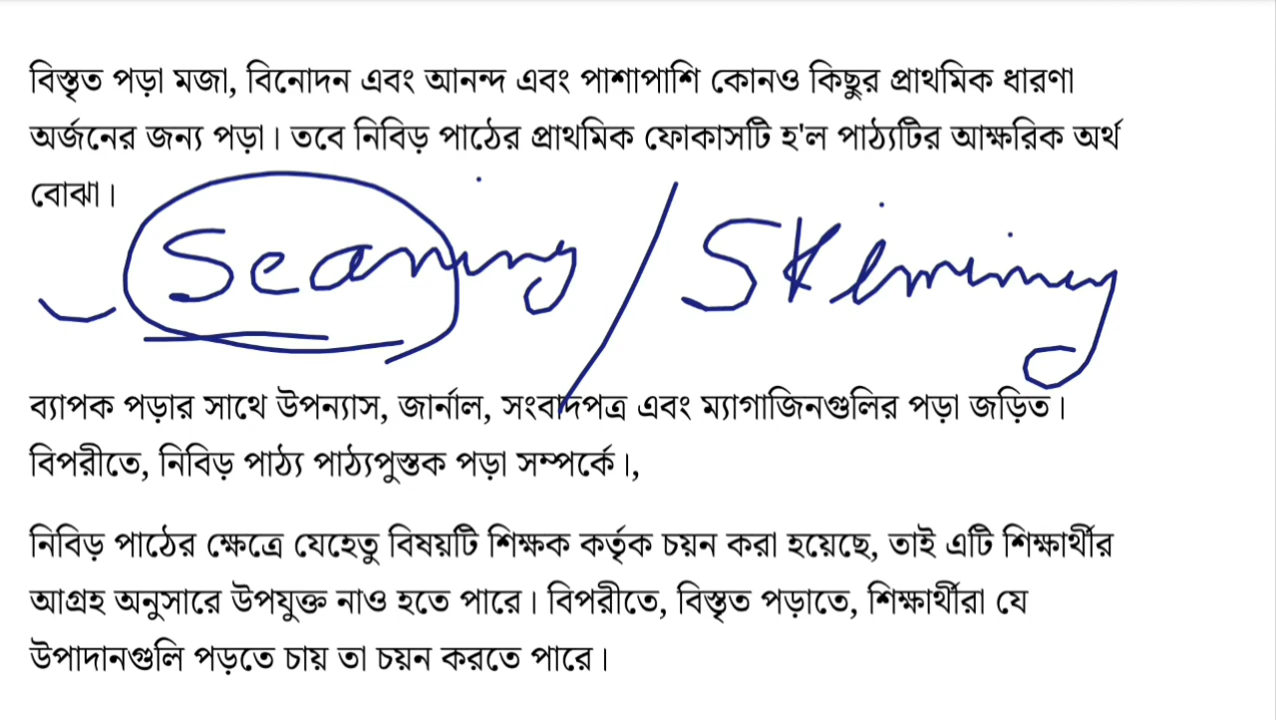 বিস্তৃত পড়া মজা, বিনোদন এবং আনন্দ এবং পাশাপাশি কোনও কিছুর প্রাথমিক ধারণা
অর্জনের জন্য পড়া। তবে নিবিড় পাঠের প্রাথমিক ফোকাসটি হ'ল পাঠ্যটির আক্ষরিক অর্থ
বোঝা।
Scaning / Skiming
ব্যাপক পড়ার সাথে উপন্যাস, জার্নাল, সংবাদপত্র এবং ম্যাগাজিনগুলির পড়া জড়িত।
বিপরীতে, নিবিড় পাঠ্য পাঠ্যপুস্তক পড়া সম্পর্কে।,
নিবিড় পাঠের ক্ষেত্রে যেহেতু বিষয়টি শিক্ষক কর্তৃক চয়ন করা হয়েছে, তাই এটি শিক্ষার্থীর
আগ্রহ অনুসারে উপযুক্ত নাও হতে পারে। বিপরীতে, বিস্তৃত পড়াতে, শিক্ষার্থীরা যে
উপাদানগুলি পড়তে চায় তা চয়ন করতে পারে।